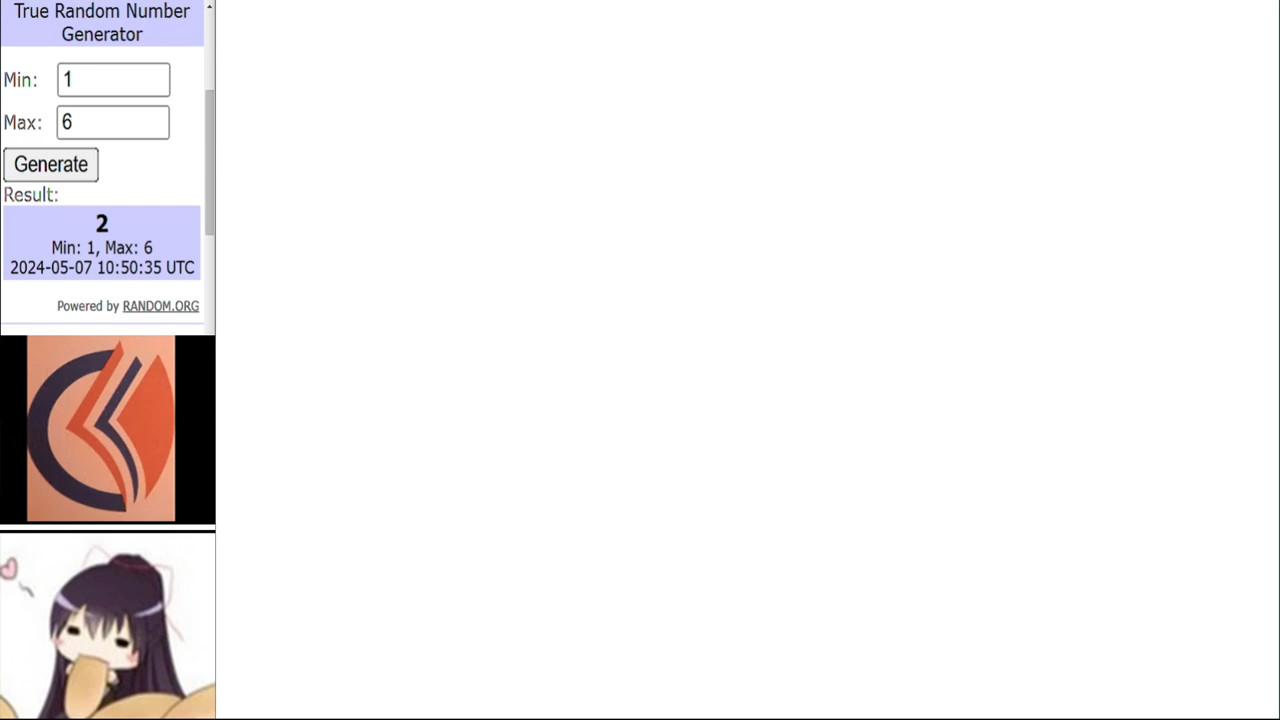 True Random Number
Generator
Min: 1
Max: 6
Generate
Result:
2
Min: 1, Max: 6
2024-05-07 10:50:35 UTC
Powered by RANDOM.ORG